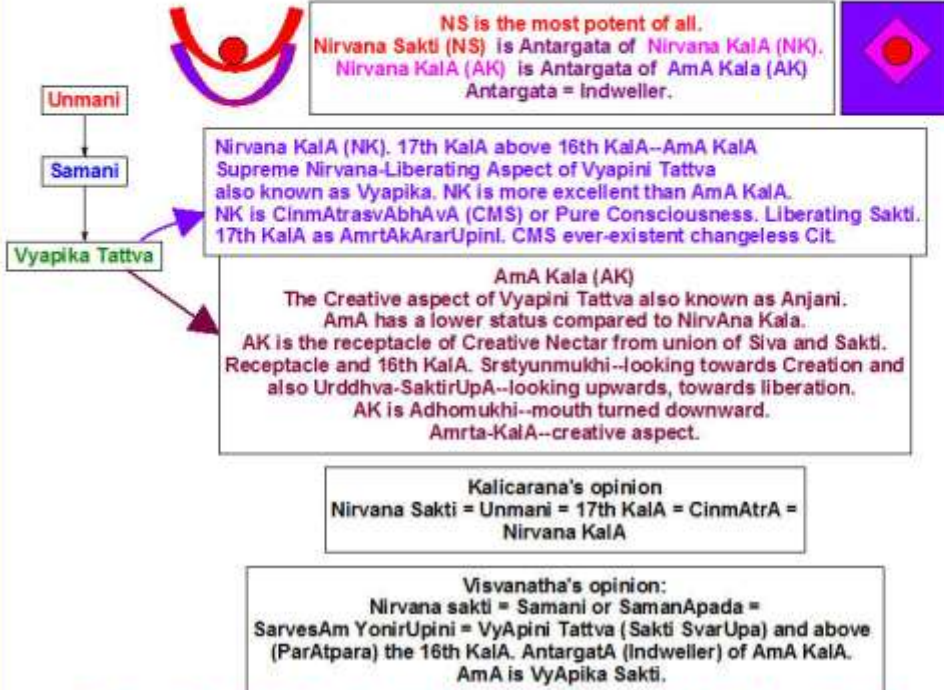 NS is the most potent of all.
Nirvana Sakti (NS) is Antargata of Nirvana KalA (NK).
Nirvana KalA (AK) is Antargata of AmA Kala (AK)
Antargata = Indweller.
Unmani
Samani
Vyapika Tattva
Nirvana KalA (NK). 17th KalA above 16th KalA--AmA KalA
Supreme Nirvana-Liberating Aspect of Vyapini Tattva
also known as Vyapika. NK is more excellent than AmA KalA.
NK is CinmAtrasvAbhAvA (CMS) or Pure Consciousness. Liberating Sakti.
17th KalA as AmrtAkArarUpinI. CMS ever-existent changeless Cit.
AmA Kala (AK)
The Creative aspect of Vyapini Tattva also known as Anjani.
AmA has a lower status compared to NirvAna Kala.
AK is the receptacle of Creative Nectar from union of Siva and Sakti.
Receptacle and 16th KalA. Srstyunmukhi--looking towards Creation and
also Urddhva-SaktirUpA--looking upwards, towards liberation.
AK is Adhomukhi--mouth turned downward.
Amrta-KalA--creative aspect.
Kalicarana's opinion
Nirvana Sakti = Unmani = 17th KalA = CinmAtrA =
Nirvana KalA
Visvanatha's opinion:
Nirvana sakti = Samani or SamanApada =
SarvesAm YonirUpini = VyApini Tattva (Sakti SvarUpa) and above
(ParAtpara) the 16th KalA. AntargatA (Indweller) of AmA KalA.
AmA is VyApika Sakti.